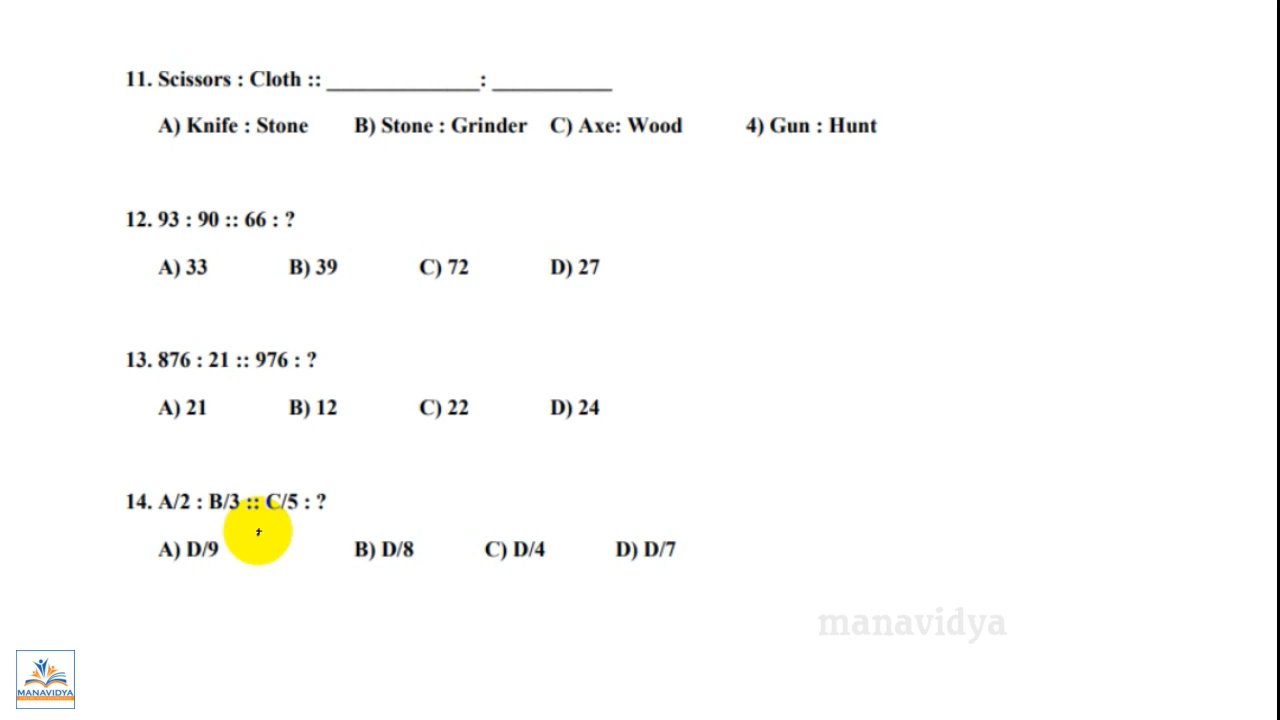 11. Scissors : Cloth :: ______________: ___________
A) Knife : Stone B) Stone : Grinder C) Axe: Wood 4) Gun : Hunt
12. 93 : 90 :: 66 : ?
A) 33 B) 39 C) 72 D) 27
13. 876 : 21 :: 976 : ?
A) 21 B) 12 C) 22 D) 24
14. A/2 : B/3 :: C/5 : ?
A) D/9 B) D/8 C) D/4 D) D/7
manavidya
MANAVIDYA